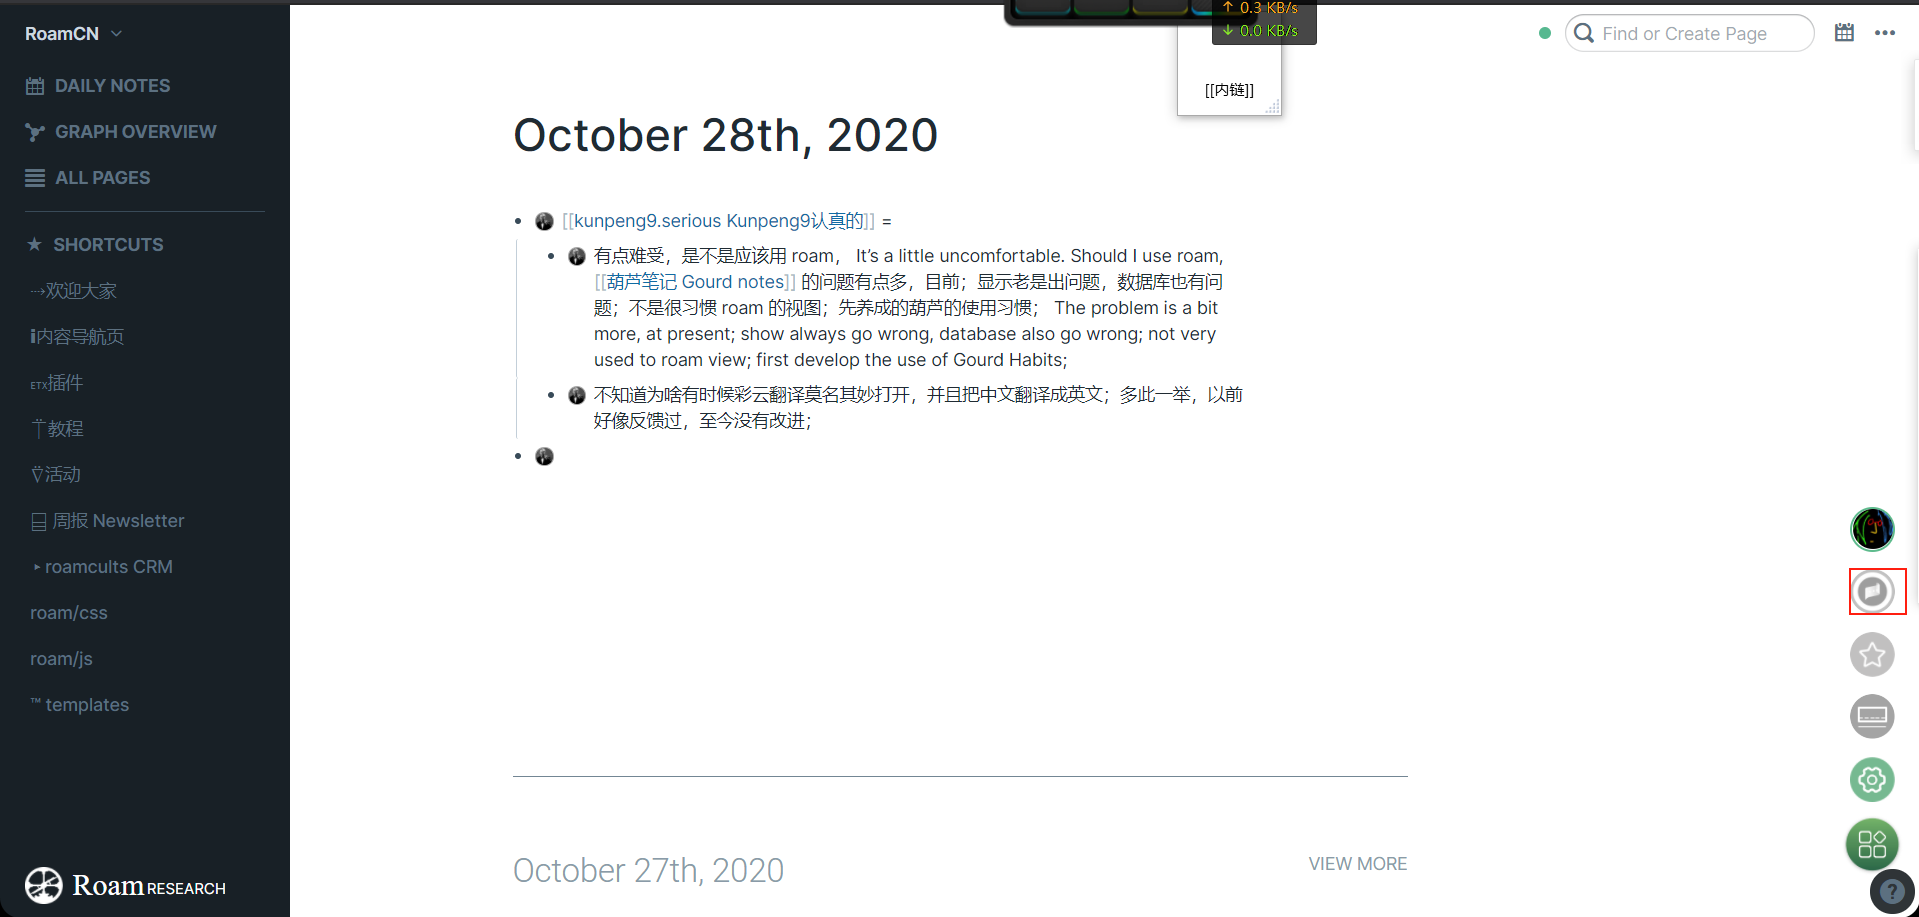 RoamCN
DAILY NOTES
GRAPH OVERVIEW
ALL PAGES
★ SHORTCUTS
⤑欢迎大家
ℹ内容导航页
ETX插件
教程
活动
周报 Newsletter
‣ roamcults CRM
roam/css
roam/js
™ templates
Roam RESEARCH
↑ 0.3 KB/s
↓ 0.0 KB/s
[[内链]]
Find or Create Page
October 28th, 2020
[[kunpeng9.serious Kunpeng9认真的]] =
有点难受，是不是应该用 roam， It’s a little uncomfortable. Should I use roam,
[[葫芦笔记 Gourd notes]] 的问题有点多，目前；显示老是出问题，数据库也有问
题；不是很习惯 roam 的视图；先养成的葫芦的使用习惯； The problem is a bit
more, at present; show always go wrong, database also go wrong; not very
used to roam view; first develop the use of Gourd Habits;
不知道为啥有时候彩云翻译莫名其妙打开，并且把中文翻译成英文；多此一举，以前
好像反馈过，至今没有改进；
October 27th, 2020
VIEW MORE
?